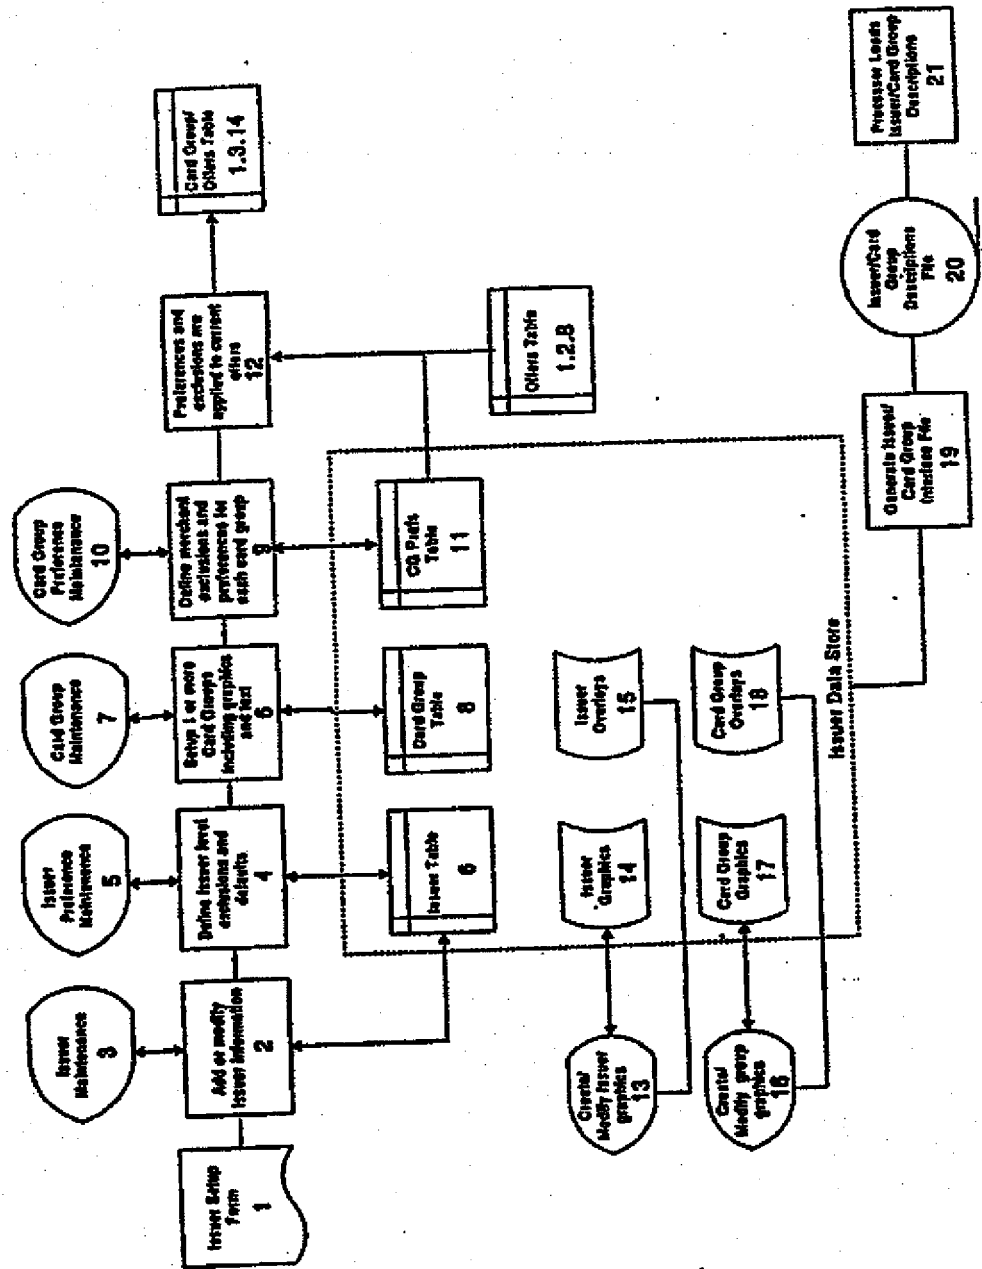 Issuer Setup
Form
1
Add or modify
Issuer Information
2
Issuer
Maintenance
3
Define Issuer level
exclusions and
defaults
4
Issuer
Preference
Maintenance
5
Issuer Table
6
Setup 1 or more
Card Groups
including graphics
and text
6
Card Group
Maintenance
7
Card Group
Table
8
Define merchant
exclusions and
preferences for
each card group
9
Card Group
Preference
Maintenance
10
CG Prefs
Table
11
Preferences and
exclusions are
applied to current
offers
12
Card Group/
Offers Table
1.3.14
Offers Table
1.2.8
Create/
Modify Issuer
graphics
13
Issuer
Graphics
14
Issuer
Overlays
15
Create/
Modify group
graphics
16
Card Group
Graphics
17
Card Group
Overlays
18
Issuer Data Store
Generate Issuer/
Card Group
Interface File
19
Issuer/Card
Group
Descriptions
File
20
Processor Loads
Issuer/Card Group
Descriptions
21